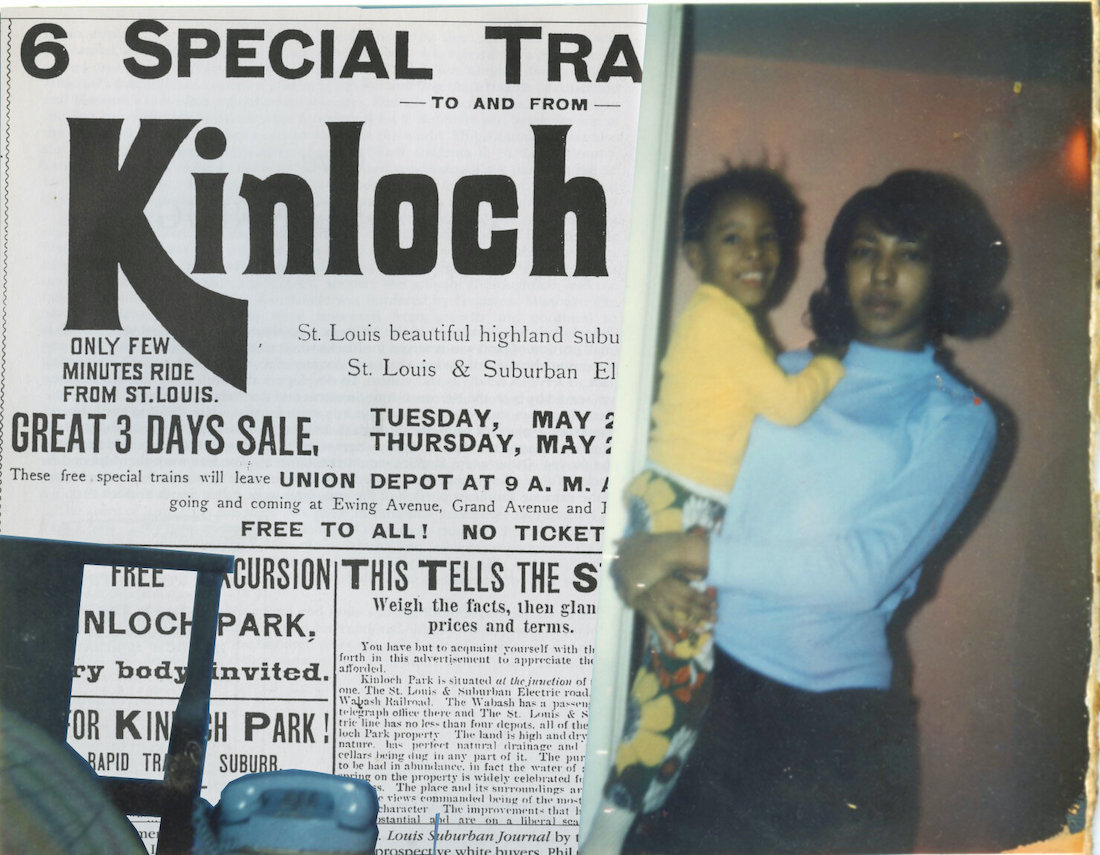 6 SPECIAL TRA
TO AND FROM
Kinloch
ONLY FEW
MINUTES RIDE
FROM ST.LOUIS.
St. Louis beautiful highland subu
St. Louis & Suburban El
GREAT 3 DAYS SALE,
TUESDAY, MAY 2
THURSDAY, MAY 2
These free special trains will leave UNION DEPOT AT 9 A. M. A
going and coming at Ewing Avenue, Grand Avenue and
FREE TO ALL! NO TICKET
FREE XCURSION
NLOCH PARK,
ry body invited.
FOR KIN CH PARK!
RAPID TRA SUBURB
THIS TELLS THE S
Weigh the facts, then glan
prices and terms.
You have but to acquaint yourself with th
forth in this advertisement to appreciate the
afforded.
Kinloch Park is situated at the junction of
one. The St. Louis & Suburban Electric road,
Wabash Railroad. The Wabash has a passen
telegraph office there and The St. Louis & S
tric line has no less than four depots, all of the
loch Park property The land is high and dry
nature, has perfect natural drainage and
cellars being dug in any part of it. The pur
to be had in abundance, in fact the water of
spring on the property is widely celebrated f
s. The place and its surroundings ar
c views commanded being of the most
character The improvements that h
bstantial and are on a liberal sca
Louis Suburban Journal by t
prospective white buyers. Phil